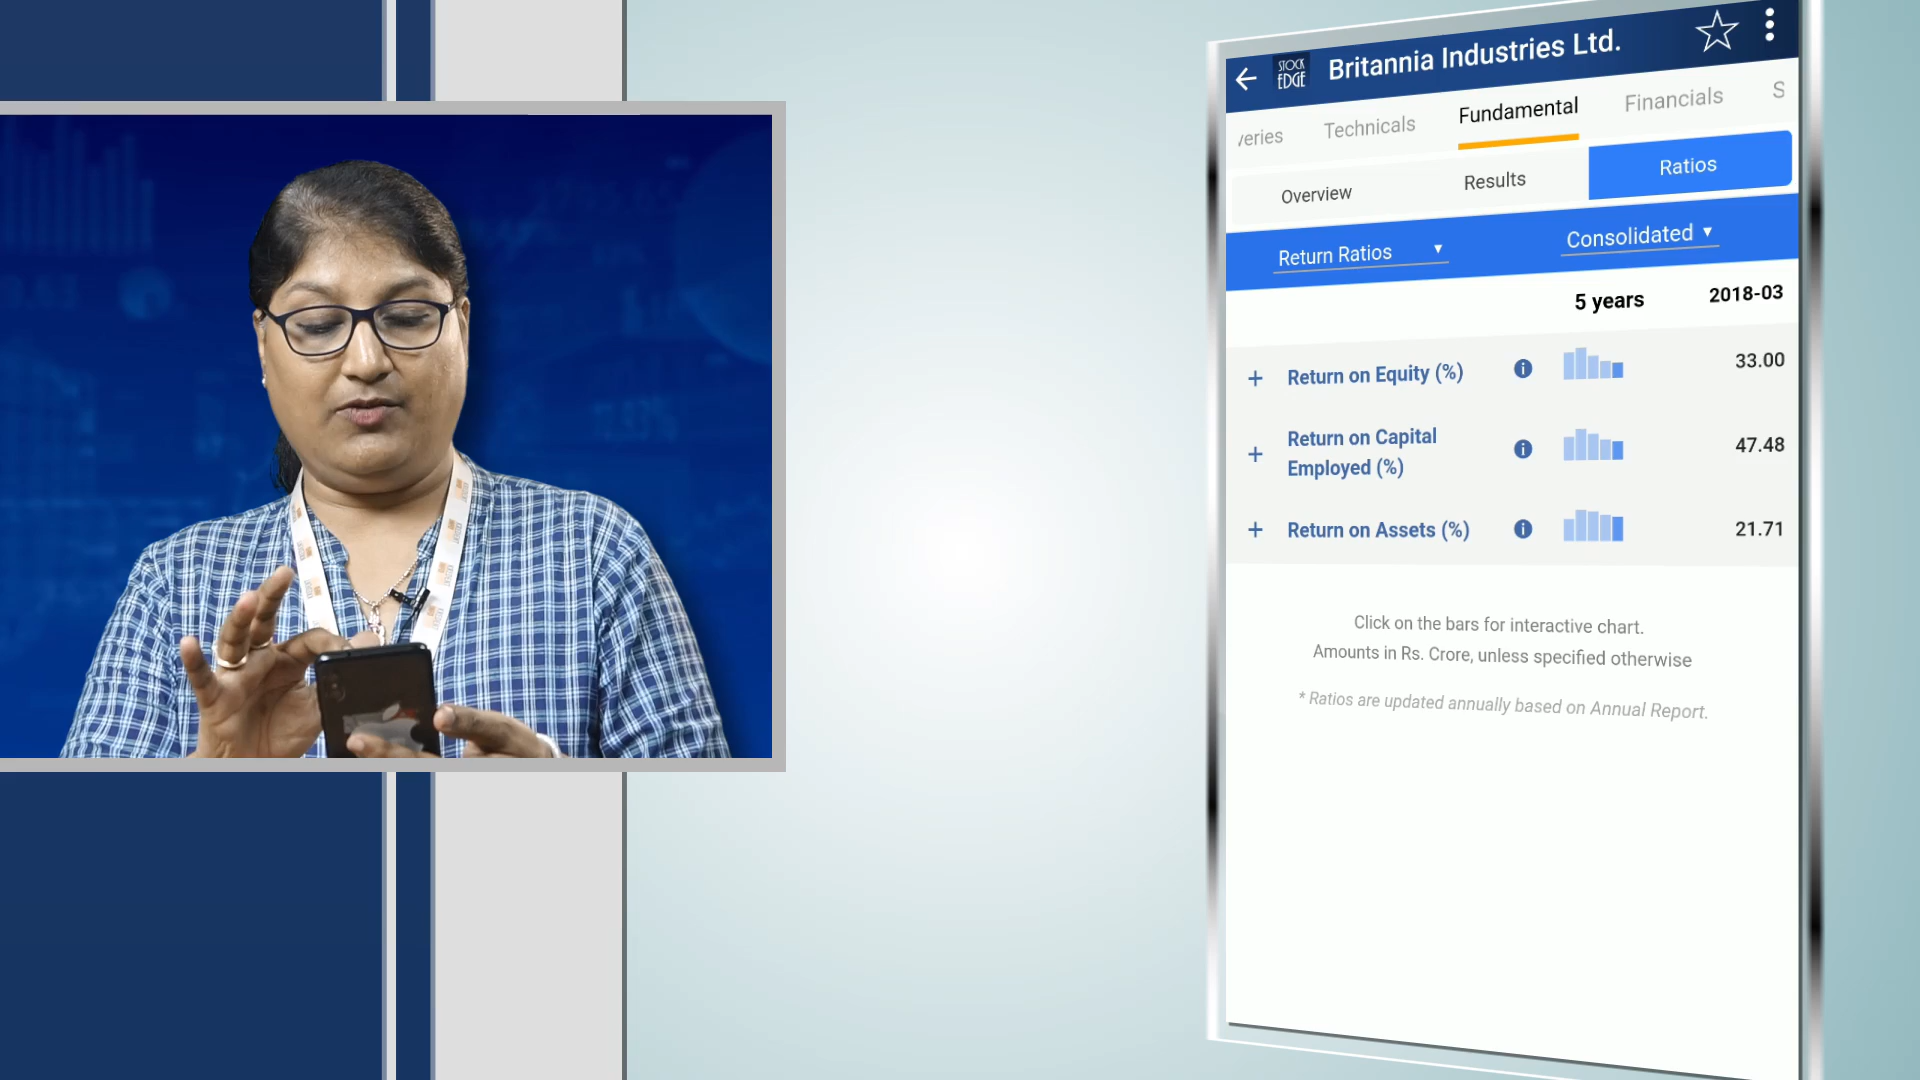 STOCK
EDGE
Britannia Industries Ltd.
Technicals Fundamental Financials S
Overview Results Ratios
Return Ratios ▼ Consolidated ▼
5 years 2018-03
+ Return on Equity (%) i 33.00
+ Return on Capital
Employed (%) i 47.48
+ Return on Assets (%) i 21.71
Click on the bars for interactive chart.
Amounts in Rs. Crore, unless specified otherwise
* Ratios are updated annually based on Annual Report.